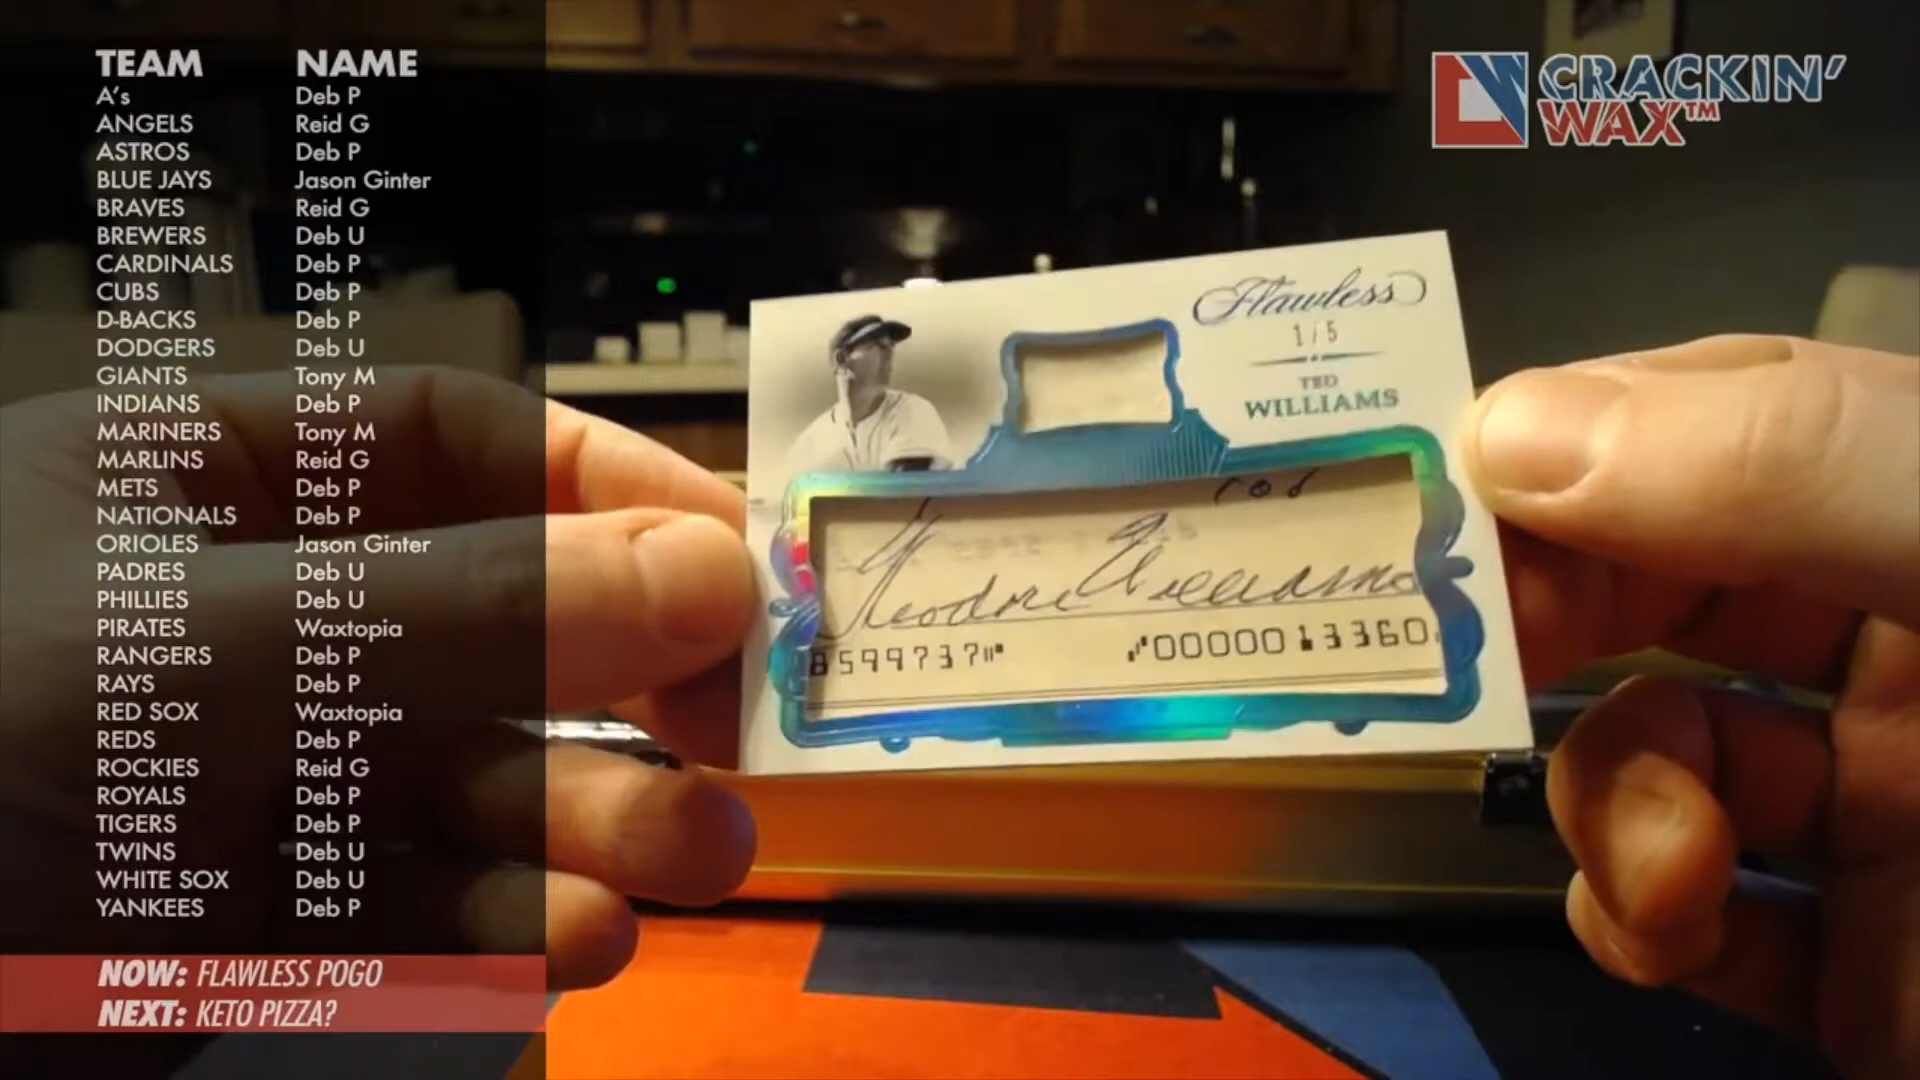 TEAM NAME
A's Deb P
ANGELS Reid G
ASTROS Deb P
BLUE JAYS Jason Ginter
BRAVES Reid G
BREWERS Deb U
CARDINALS Deb P
CUBS Deb P
D-BACKS Deb P
DODGERS Deb U
GIANTS Tony M
INDIANS Deb P
MARINERS Tony M
MARLINS Reid G
METS Deb P
NATIONALS Deb P
ORIOLES Jason Ginter
PADRES Deb U
PHILLIES Deb U
PIRATES Waxtopia
RANGERS Deb P
RAYS Deb P
RED SOX Waxtopia
REDS Deb P
ROCKIES Reid G
ROYALS Deb P
TIGERS Deb P
TWINS Deb U
WHITE SOX Deb U
YANKEES Deb P
NOW: FLAWLESS POGO
NEXT: KETO PIZZA?
CRACKIN'
WAX™
Flawless
1/5
TED
WILLIAMS
Theodore Williams
8599737 0000013360